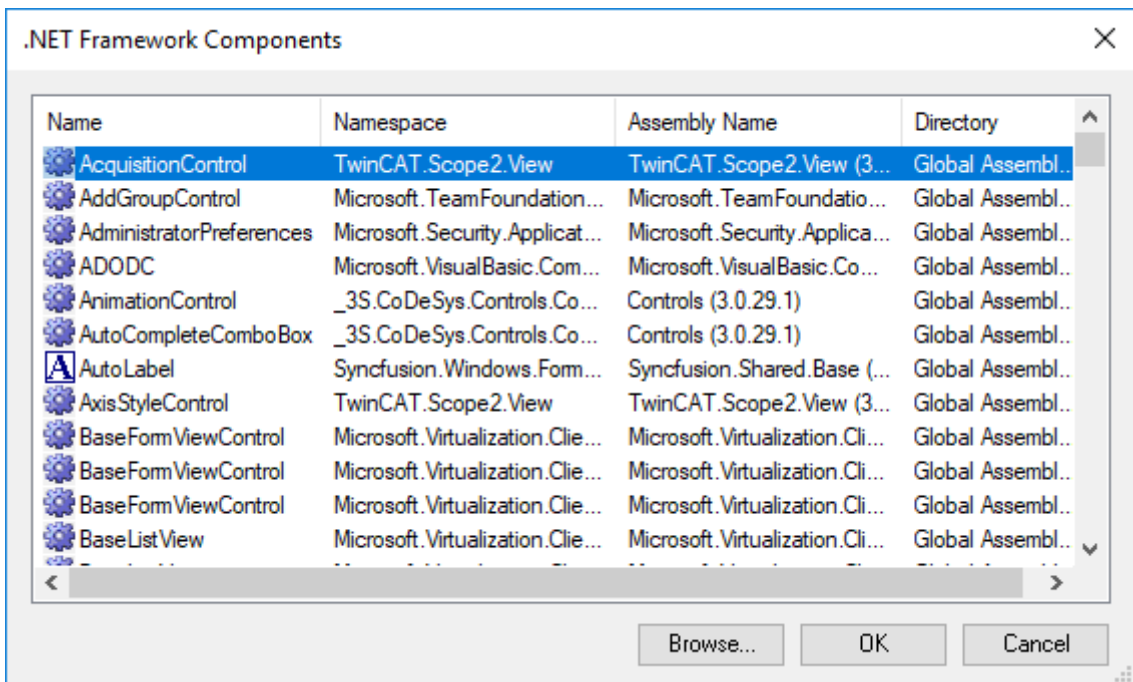 .NET Framework Components
Name Namespace Assembly Name Directory
AcquisitionControl TwinCAT.Scope2.View TwinCAT.Scope2.View (3... Global Assembl..
AddGroupControl Microsoft.TeamFoundation... Microsoft.TeamFoundatio... Global Assembl..
AdministratorPreferences Microsoft.Security.Applicat... Microsoft.Security.Applica... Global Assembl..
ADODC Microsoft.VisualBasic.Com... Microsoft.VisualBasic.Co... Global Assembl..
AnimationControl _3S.CoDeSys.Controls.Co... Controls (3.0.29.1) Global Assembl..
AutoCompleteComboBox _3S.CoDeSys.Controls.Co... Controls (3.0.29.1) Global Assembl..
A AutoLabel Syncfusion.Windows.Form... Syncfusion.Shared.Base (... Global Assembl..
AxisStyleControl TwinCAT.Scope2.View TwinCAT.Scope2.View (3... Global Assembl..
BaseFormViewControl Microsoft.Virtualization.Clie... Microsoft.Virtualization.Cli... Global Assembl..
BaseFormViewControl Microsoft.Virtualization.Clie... Microsoft.Virtualization.Cli... Global Assembl..
BaseFormViewControl Microsoft.Virtualization.Clie... Microsoft.Virtualization.Cli... Global Assembl..
BaseListView Microsoft.Virtualization.Clie... Microsoft.Virtualization.Cli... Global Assembl..
Browse... OK Cancel